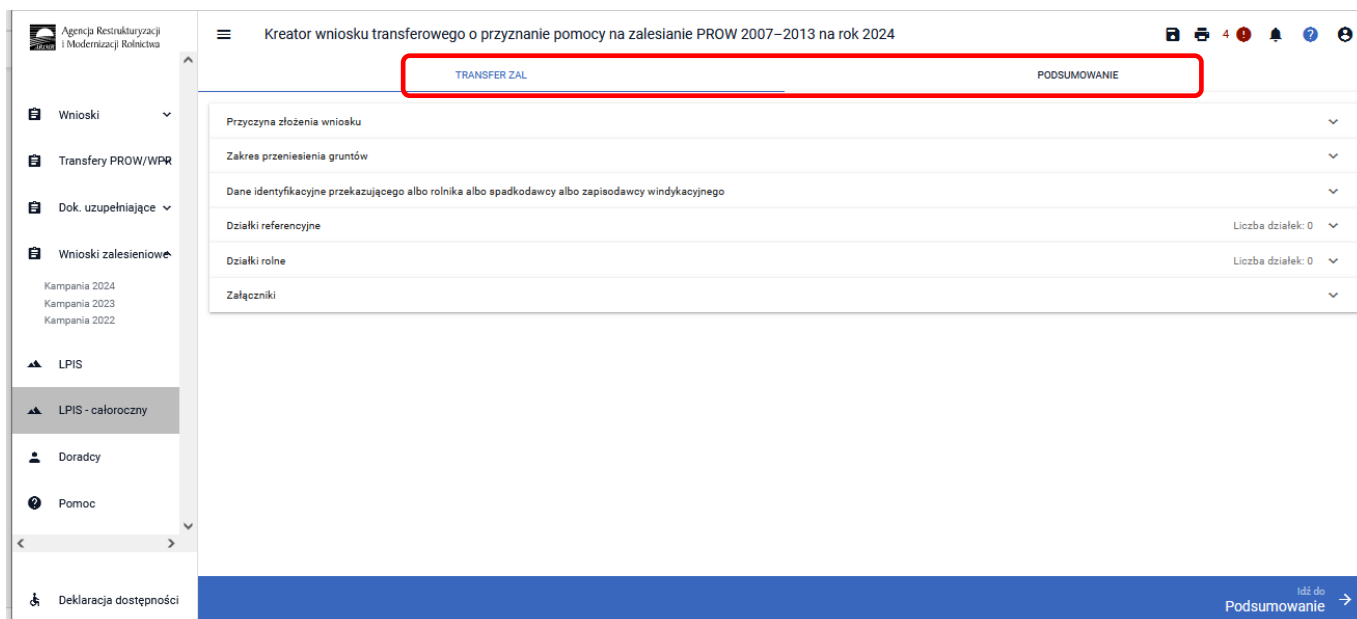 Agencja Restrukturyzacji
i Modernizacji Rolnictwa
Kreator wniosku transferowego o przyznanie pomocy na zalesianie PROW 2007–2013 na rok 2024
4
TRANSFER ZAL
PODSUMOWANIE
Wnioski
Transfery PROW/WPR
Dok. uzupełniające
Wnioski zalesieniowe
Kampania 2024
Kampania 2023
Kampania 2022
LPIS
LPIS - całoroczny
Doradcy
Pomoc
Deklaracja dostępności
Przyczyna złożenia wniosku
Zakres przeniesienia gruntów
Dane identyfikacyjne przekazującego albo rolnika albo spadkodawcy albo zapisodawcy windykacyjnego
Działki referencyjne
Liczba działek: 0
Działki rolne
Liczba działek: 0
Załączniki
Idź do
Podsumowanie